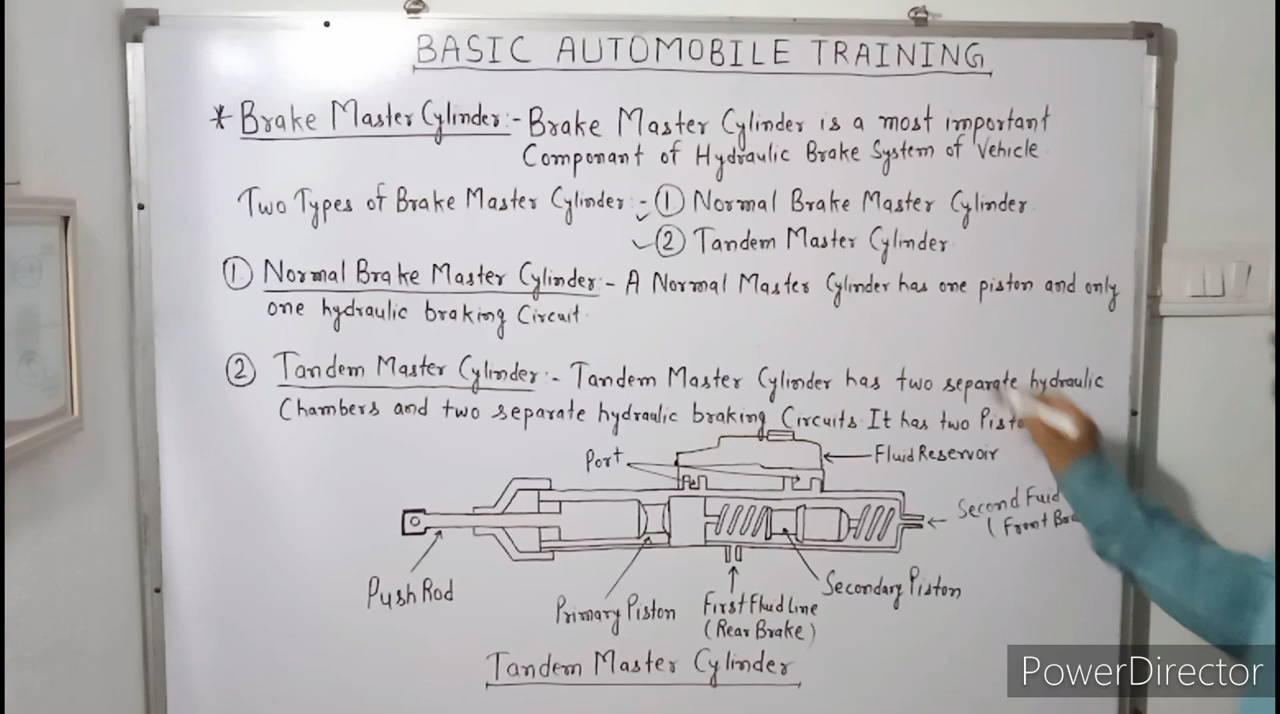 BASIC AUTOMOBILE TRAINING
* Brake Master Cylinder:- Brake Master Cylinder is a most important
Componant of Hydraulic Brake System of Vehicle
Two Types of Brake Master Cylinder:- ① Normal Brake Master Cylinder
② Tandem Master Cylinder
① Normal Brake Master Cylinder:- A Normal Master Cylinder has one piston and only
one hydraulic braking Circuit.
② Tandem Master Cylinder:- Tandem Master Cylinder has two separate hydraulic
Chambers and two separate hydraulic braking Circuits. It has two
Port
Fluid Reservoir
Second
(Front
Push Rod
Primary Piston
First Fluid Line
(Rear Brake)
Secondary Piston
Tandem Master Cylinder
PowerDirector